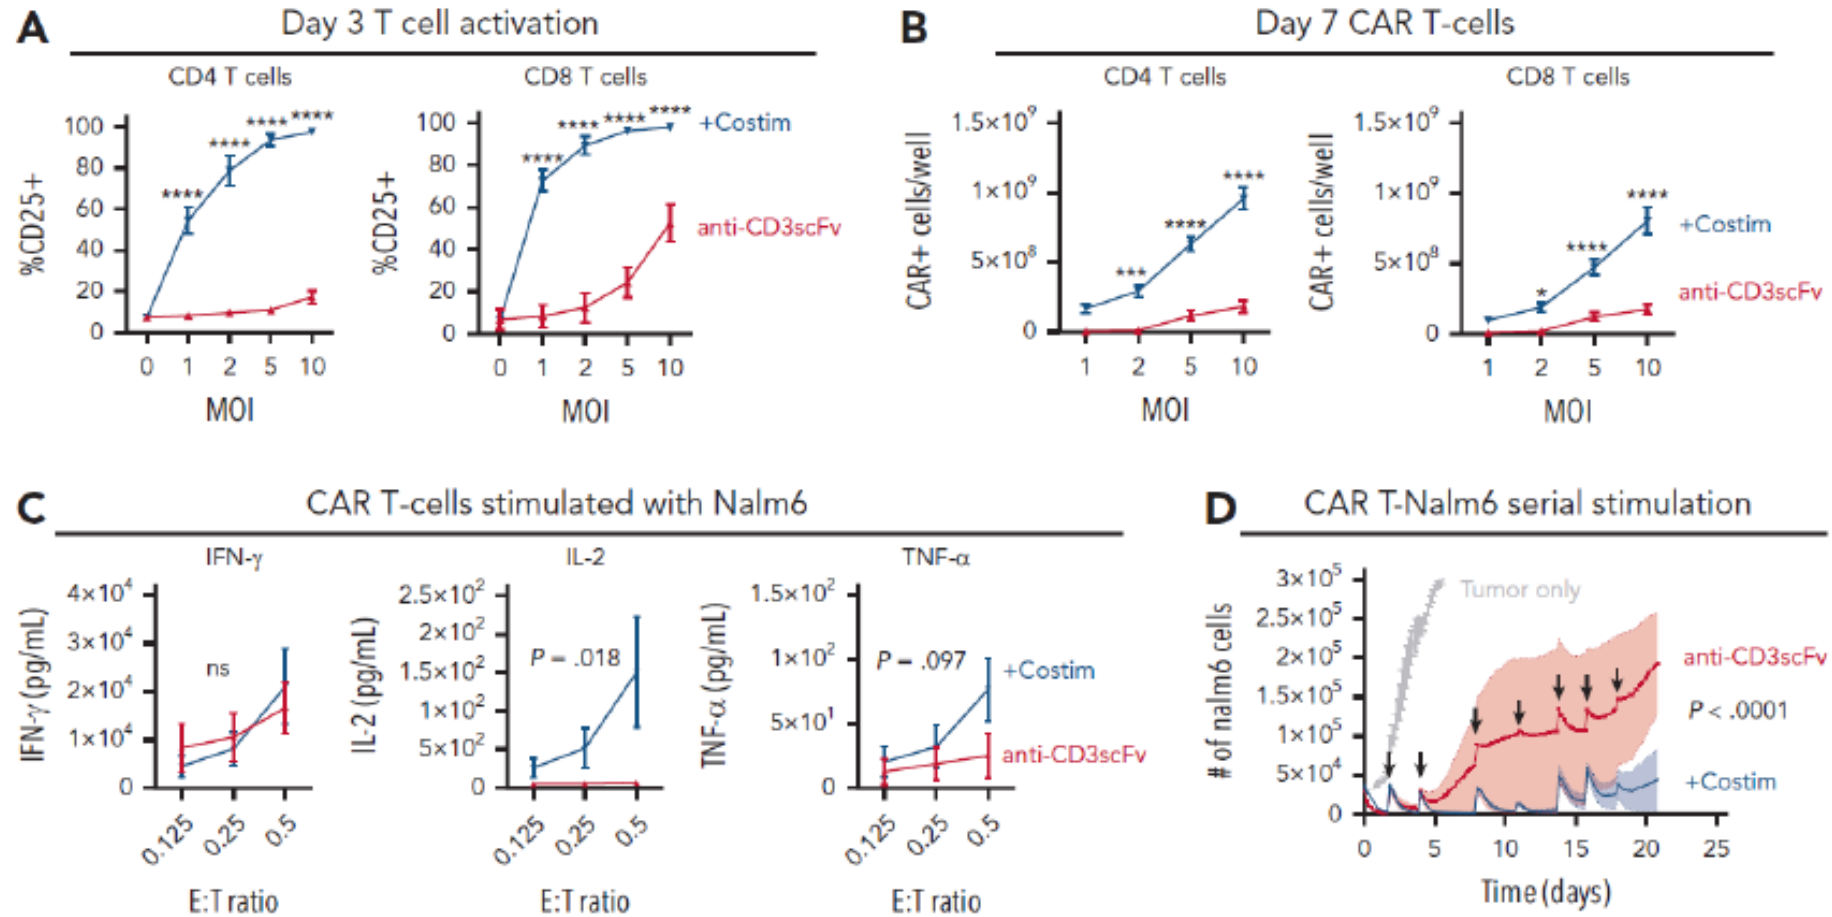 A
Day 3 T cell activation
CD4 T cells
CD8 T cells
%CD25+
100
80
60
40
20
0
**** **** **** ****
0 1 2 5 10
MOI
%CD25+
100
80
60
40
20
0
**** **** **** ****
+Costim
anti-CD3scFv
0 1 2 5 10
MOI
B
Day 7 CAR T-cells
CD4 T cells
CD8 T cells
CAR+ cells/well
1.5×10⁹
1×10⁹
5×10⁸
0
*** **** ****
1 2 5 10
MOI
CAR+ cells/well
1.5×10⁹
1×10⁹
5×10⁸
0
* **** ****
+Costim
anti-CD3scFv
1 2 5 10
MOI
C
CAR T-cells stimulated with Nalm6
IFN-γ
IFN-γ (pg/mL)
4×10⁴
3×10⁴
2×10⁴
1×10⁴
0
ns
0.125 0.25 0.5
E:T ratio
IL-2
IL-2 (pg/mL)
2.5×10²
2×10²
1.5×10²
1×10²
5×10²
0
P = .018
0.125 0.25 0.5
E:T ratio
TNF-α
TNF-α (pg/mL)
1.5×10²
1×10²
5×10¹
0
P = .097
+Costim
anti-CD3scFv
0.125 0.25 0.5
E:T ratio
D
CAR T-Nalm6 serial stimulation
# of nalm6 cells
3×10⁵
2.5×10⁵
2×10⁵
1.5×10⁵
1×10⁵
5×10⁴
0
Tumor only
anti-CD3scFv
P < .0001
+Costim
0 5 10 15 20 25
Time (days)